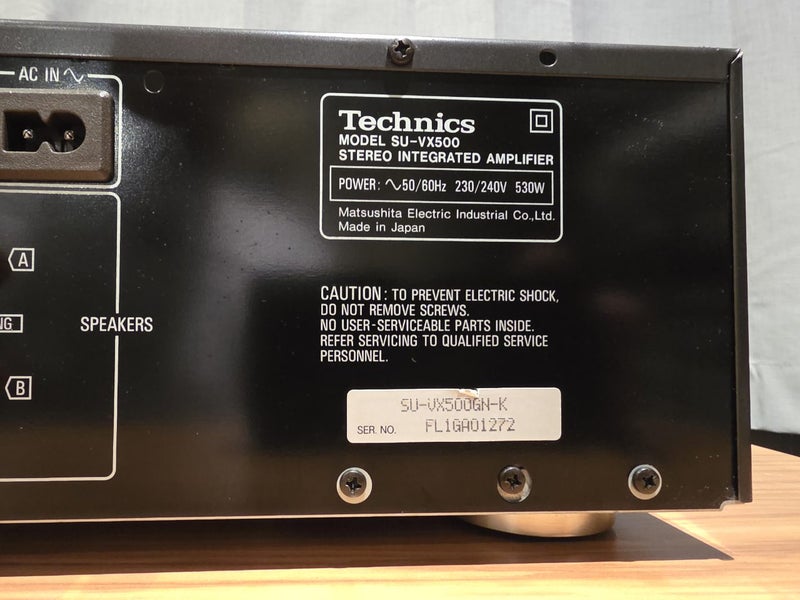 AC IN
Technics
MODEL SU-VX500
STEREO INTEGRATED AMPLIFIER
POWER: ∿50/60Hz 230/240V 530W
Matsushita Electric Industrial Co.,Ltd.
Made in Japan
A
SPEAKERS
B
CAUTION: TO PREVENT ELECTRIC SHOCK,
DO NOT REMOVE SCREWS.
NO USER-SERVICEABLE PARTS INSIDE.
REFER SERVICING TO QUALIFIED SERVICE
PERSONNEL.
SU-VX500GN-K
SER. NO. FL1GA01272